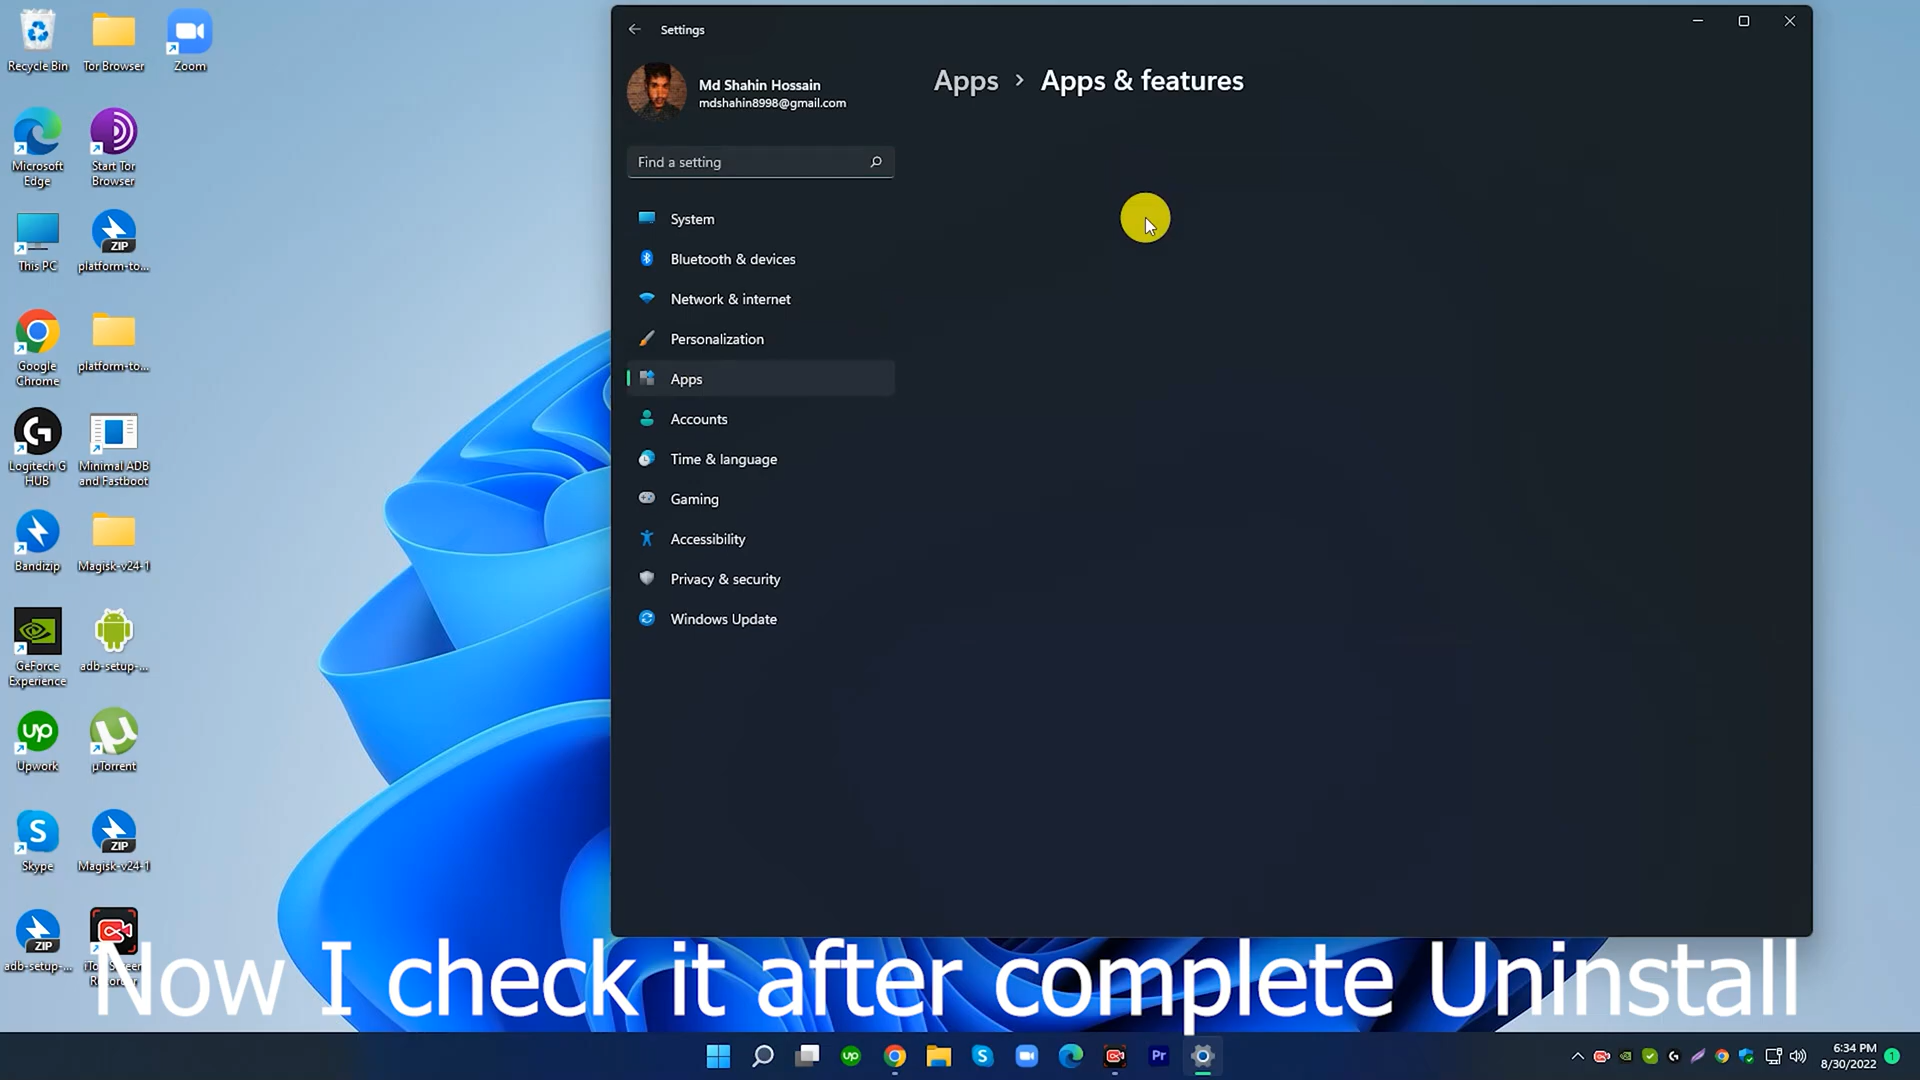 Recycle Bin
Tor Browser
Zoom
Microsoft
Edge
Start Tor
Browser
This PC
platform-to...
Google
Chrome
platform-to...
Logitech G
HUB
Minimal ADB
and Fastboot
Bandizip
Magisk-v24-1
GeForce
Experience
adb-setup-...
Upwork
µTorrent
Skype
Magisk-v24-1
adb-setup-...
Settings
Md Shahin Hossain
mdshahin8998@gmail.com
Find a setting
System
Bluetooth & devices
Network & internet
Personalization
Apps
Accounts
Time & language
Gaming
Accessibility
Privacy & security
Windows Update
Apps > Apps & features
Now I check it after complete Uninstall
6:34 PM
8/30/2022
1